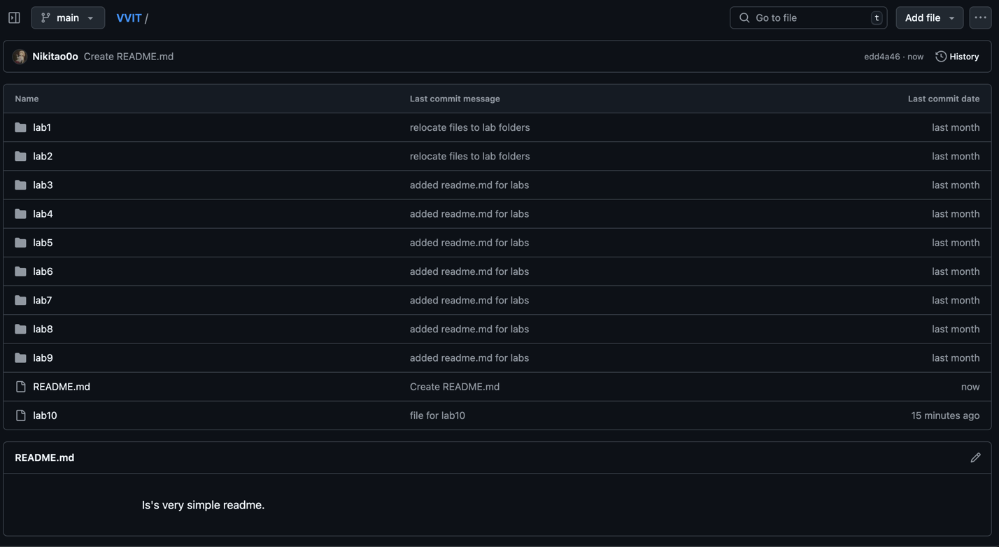 main VVIT / Go to file t Add file ...
Nikitao0o Create README.md edd4a46 · now History
Name Last commit message Last commit date
lab1 relocate files to lab folders last month
lab2 relocate files to lab folders last month
lab3 added readme.md for labs last month
lab4 added readme.md for labs last month
lab5 added readme.md for labs last month
lab6 added readme.md for labs last month
lab7 added readme.md for labs last month
lab8 added readme.md for labs last month
lab9 added readme.md for labs last month
README.md Create README.md now
lab10 file for lab10 15 minutes ago
README.md
Is's very simple readme.